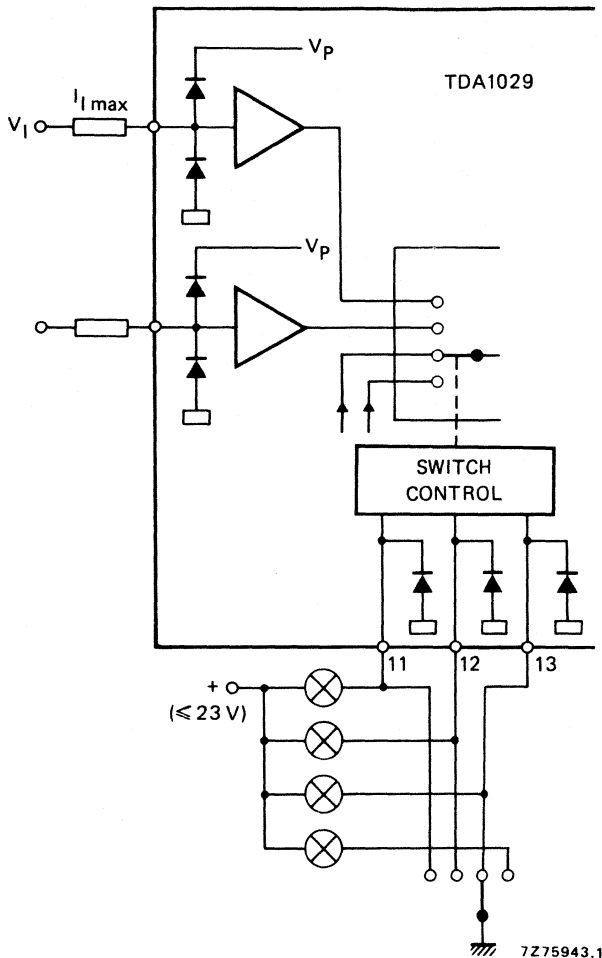 V_P
TDA1029
I_I max
V_I
V_P
SWITCH
CONTROL
11
12
13
+
(≤ 23 V)
7Z75943.1